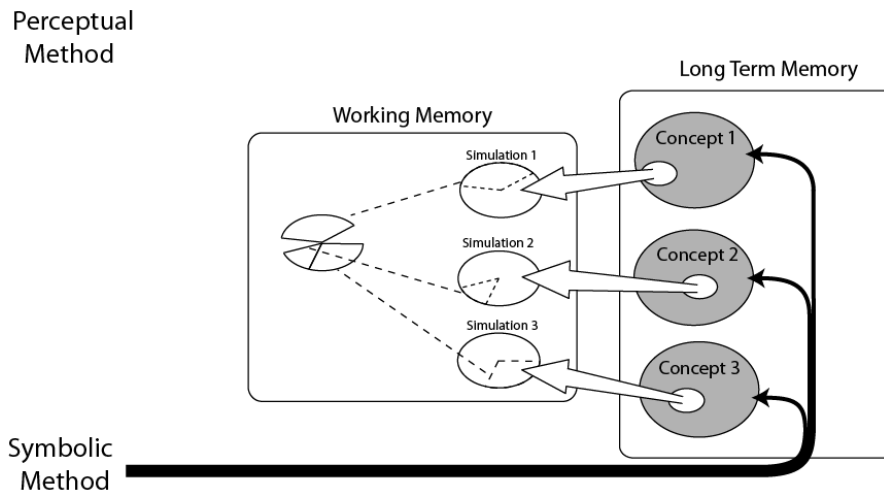 Perceptual
Method
Long Term Memory
Working Memory
Concept 1
Simulation 1
Simulation 2
Concept 2
Simulation 3
Concept 3
Symbolic
Method